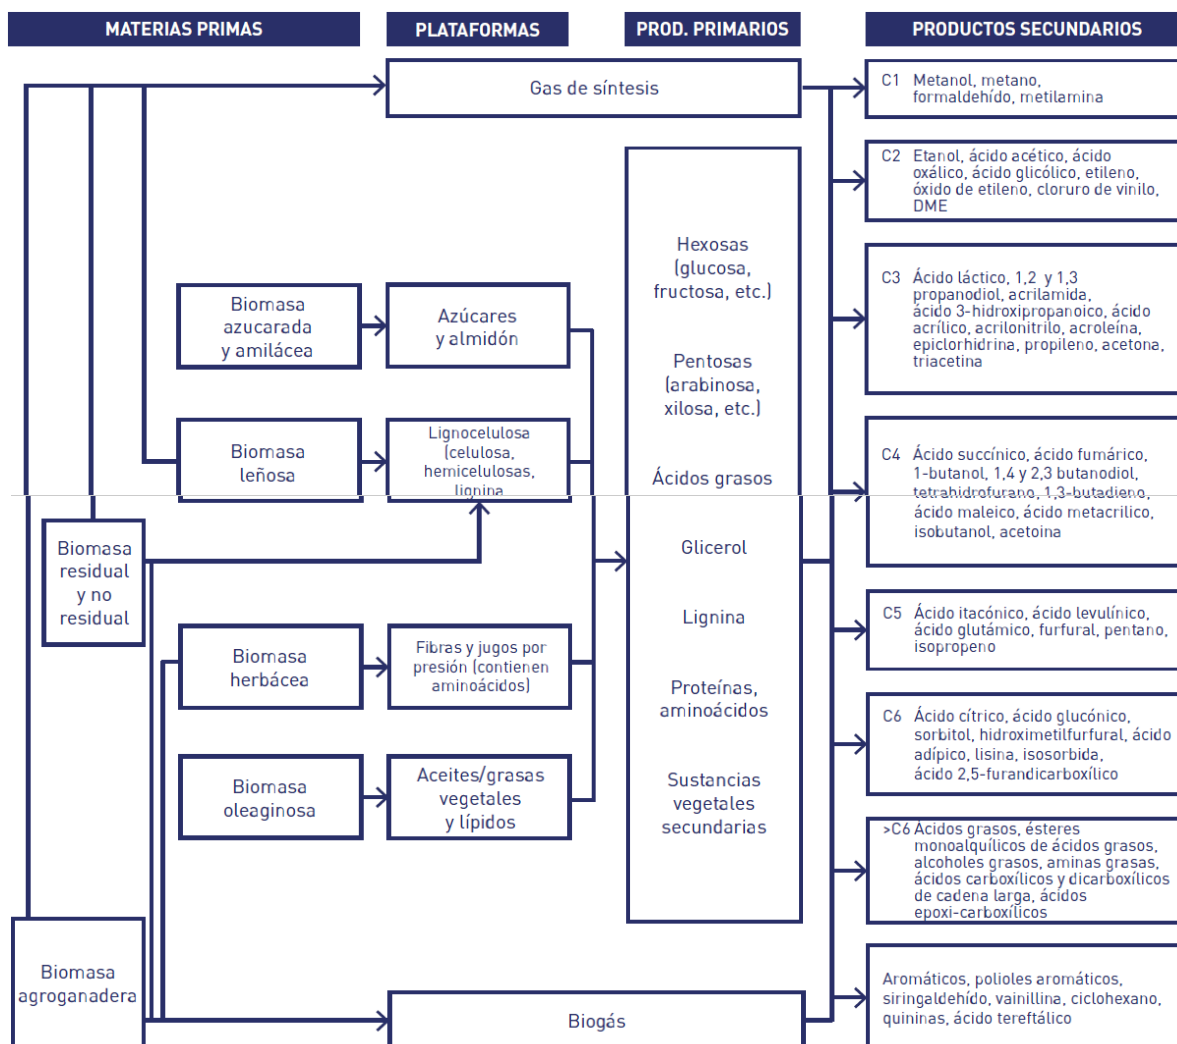 MATERIAS PRIMAS
PLATAFORMAS
PROD. PRIMARIOS
PRODUCTOS SECUNDARIOS
Gas de síntesis
C1 Metanol, metano,
formaldehído, metilamina
C2 Etanol, ácido acético, ácido
oxálico, ácido glicólico, etileno,
óxido de etileno, cloruro de vinilo,
DME
Hexosas
(glucosa,
fructosa, etc.)
C3 Ácido láctico, 1,2 y 1,3
propanodiol, acrilamida,
ácido 3-hidroxipropanoico, ácido
acrílico, acrilonitrilo, acroleína,
epiclorhidrina, propileno, acetona,
triacetina
Biomasa
azucarada
y amilácea
Azúcares
y almidón
Pentosas
(arabinosa,
xilosa, etc.)
Biomasa
leñosa
Lignocelulosa
(celulosa,
hemicelulosas,
lignina
Ácidos grasos
C4 Ácido succínico, ácido fumárico,
1-butanol, 1,4 y 2,3 butanodiol,
tetrahidrofurano, 1,3-butadieno,
ácido maleico, ácido metacrilico,
isobutanol, acetoina
Biomasa
residual
y no
residual
Glicerol
Lignina
C5 Ácido itacónico, ácido levulínico,
ácido glutámico, furfural, pentano,
isopropeno
Biomasa
herbácea
Fibras y jugos por
presión (contienen
aminoácidos)
Proteínas,
aminoácidos
C6 Ácido cítrico, ácido glucónico,
sorbitol, hidroximetilfurfural, ácido
adípico, lisina, isosorbida,
ácido 2,5-furandicarboxílico
Biomasa
oleaginosa
Aceites/grasas
vegetales
y lípidos
Sustancias
vegetales
secundarias
>C6 Ácidos grasos, ésteres
monoalquílicos de ácidos grasos,
alcoholes grasos, aminas grasas,
ácidos carboxílicos y dicarboxílicos
de cadena larga, ácidos
epoxi-carboxílicos
Biomasa
agroganadera
Biogás
Aromáticos, polioles aromáticos,
siringaldehído, vainillina, ciclohexano,
quininas, ácido tereftálico